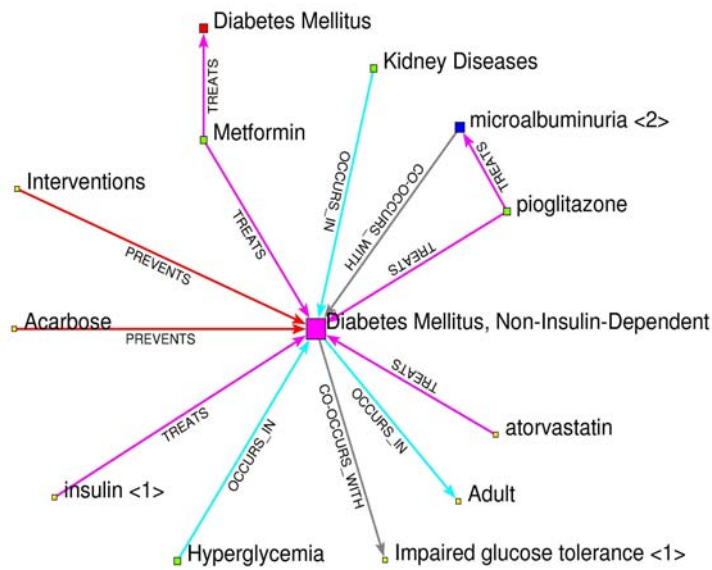 Diabetes Mellitus
Kidney Diseases
TREATS
microalbuminuria <2>
Metformin
OCCURS_IN
CO-OCCURS_WITH
TREATS
Interventions
pioglitazone
TREATS
TREATS
PREVENTS
Acarbose
Diabetes Mellitus, Non-Insulin-Dependent
PREVENTS
TREATS
TREATS
OCCURS_IN
CO-OCCURS_WITH
OCCURS_IN
atorvastatin
insulin <1>
Adult
Hyperglycemia
Impaired glucose tolerance <1>